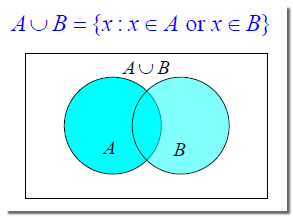 A ∪ B = {x : x ∈ A or x ∈ B}
A ∪ B
A B